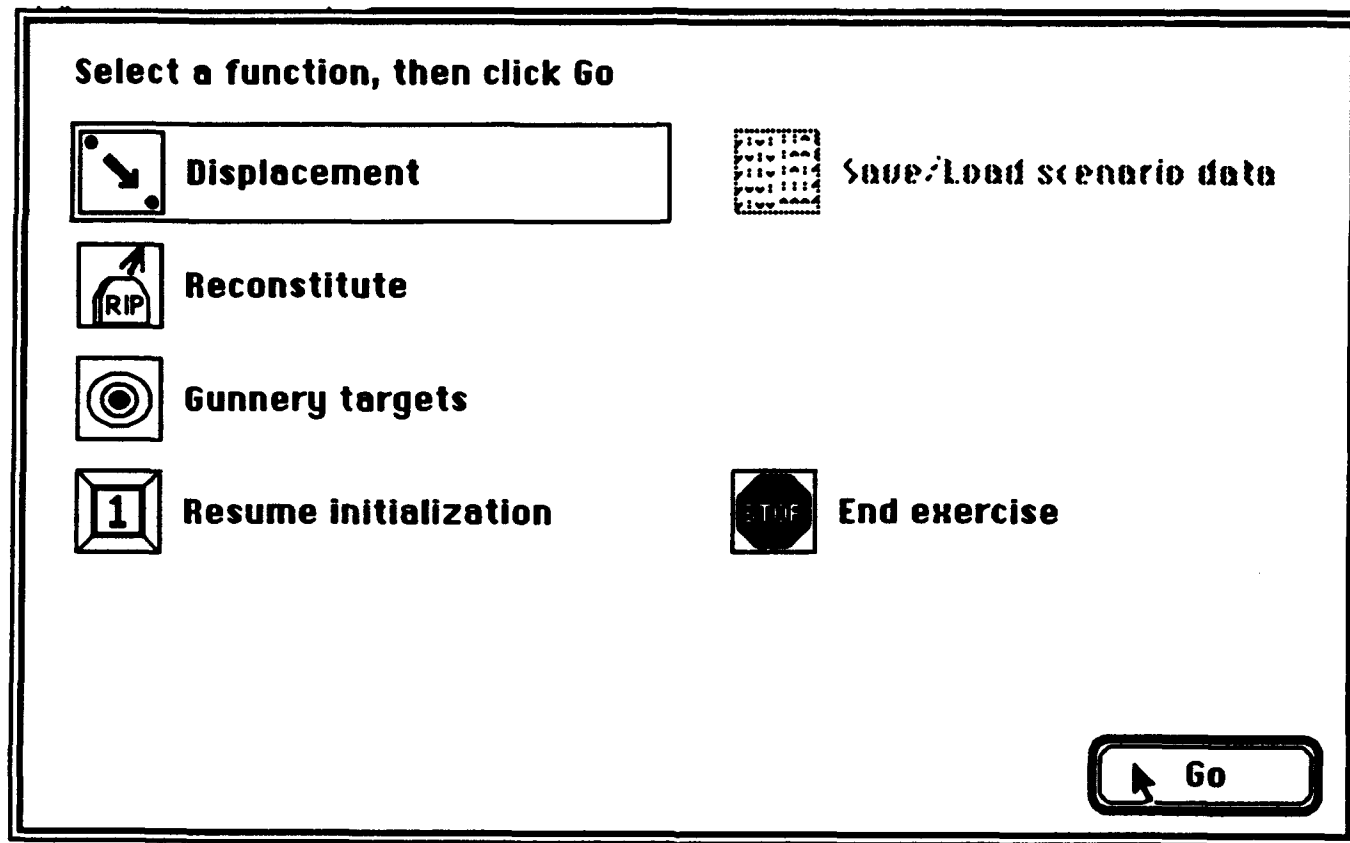 Select a function, then click Go
Displacement
Save/Load scenario data
RIP
Reconstitute
Gunnery targets
1
Resume initialization
STOP
End exercise
Go